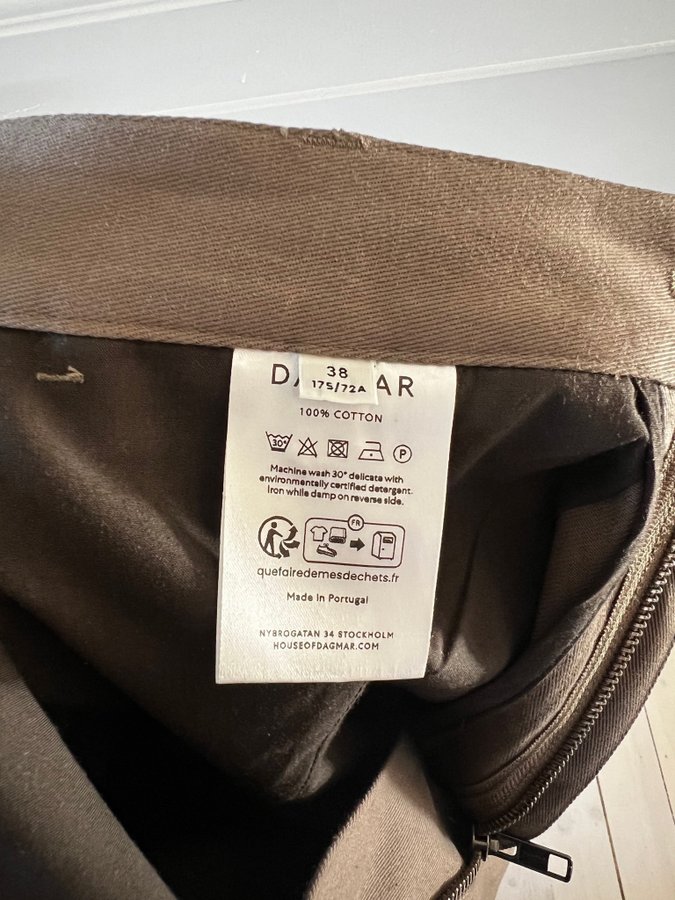 38
175/72A
DAGMAR
100% COTTON
30°
P
Machine wash 30° delicate with
environmentally certified detergent.
Iron while damp on reverse side.
FR
quefairedemesdechets.fr
Made in Portugal
NYBROGATAN 34 STOCKHOLM
HOUSEOFDAGMAR.COM